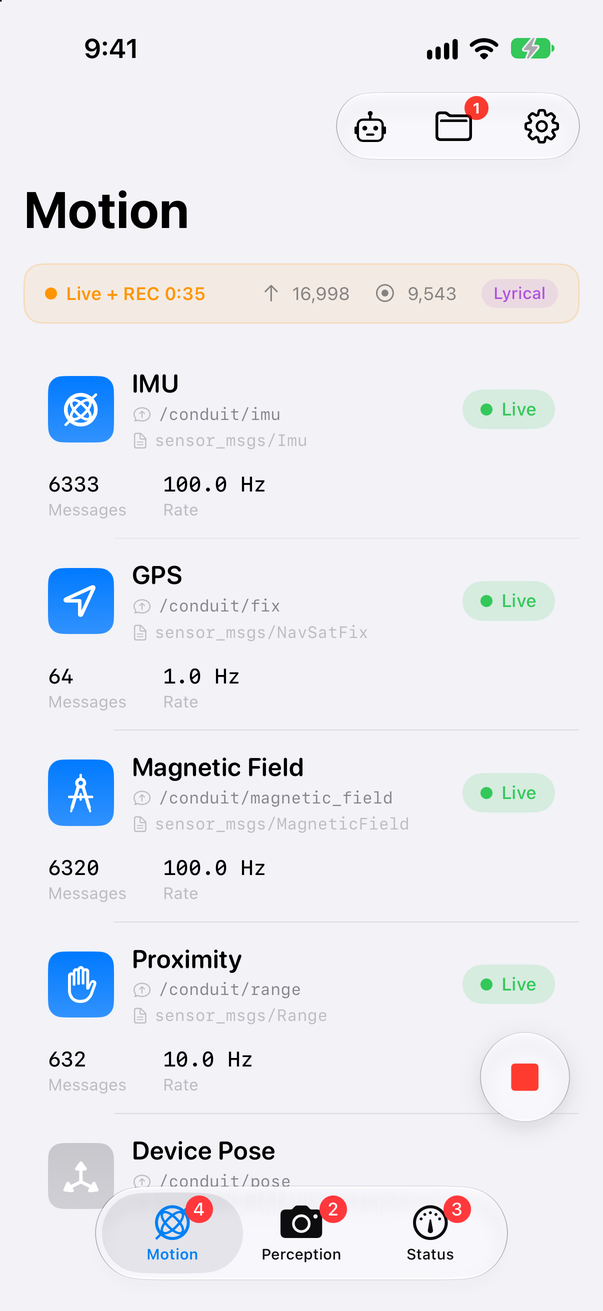 9:41
1
Motion
Live + REC 0:35 16,998 9,543 Lyrical
IMU
/conduit/imu
Live
sensor_msgs/Imu
6333 100.0 Hz
Messages Rate
GPS
/conduit/fix
Live
sensor_msgs/NavSatFix
64 1.0 Hz
Messages Rate
Magnetic Field
/conduit/magnetic_field
Live
sensor_msgs/MagneticField
6320 100.0 Hz
Messages Rate
Proximity
/conduit/range
Live
sensor_msgs/Range
632 10.0 Hz
Messages Rate
Device Pose
/conduit/pose
4 2 3
Motion Perception Status